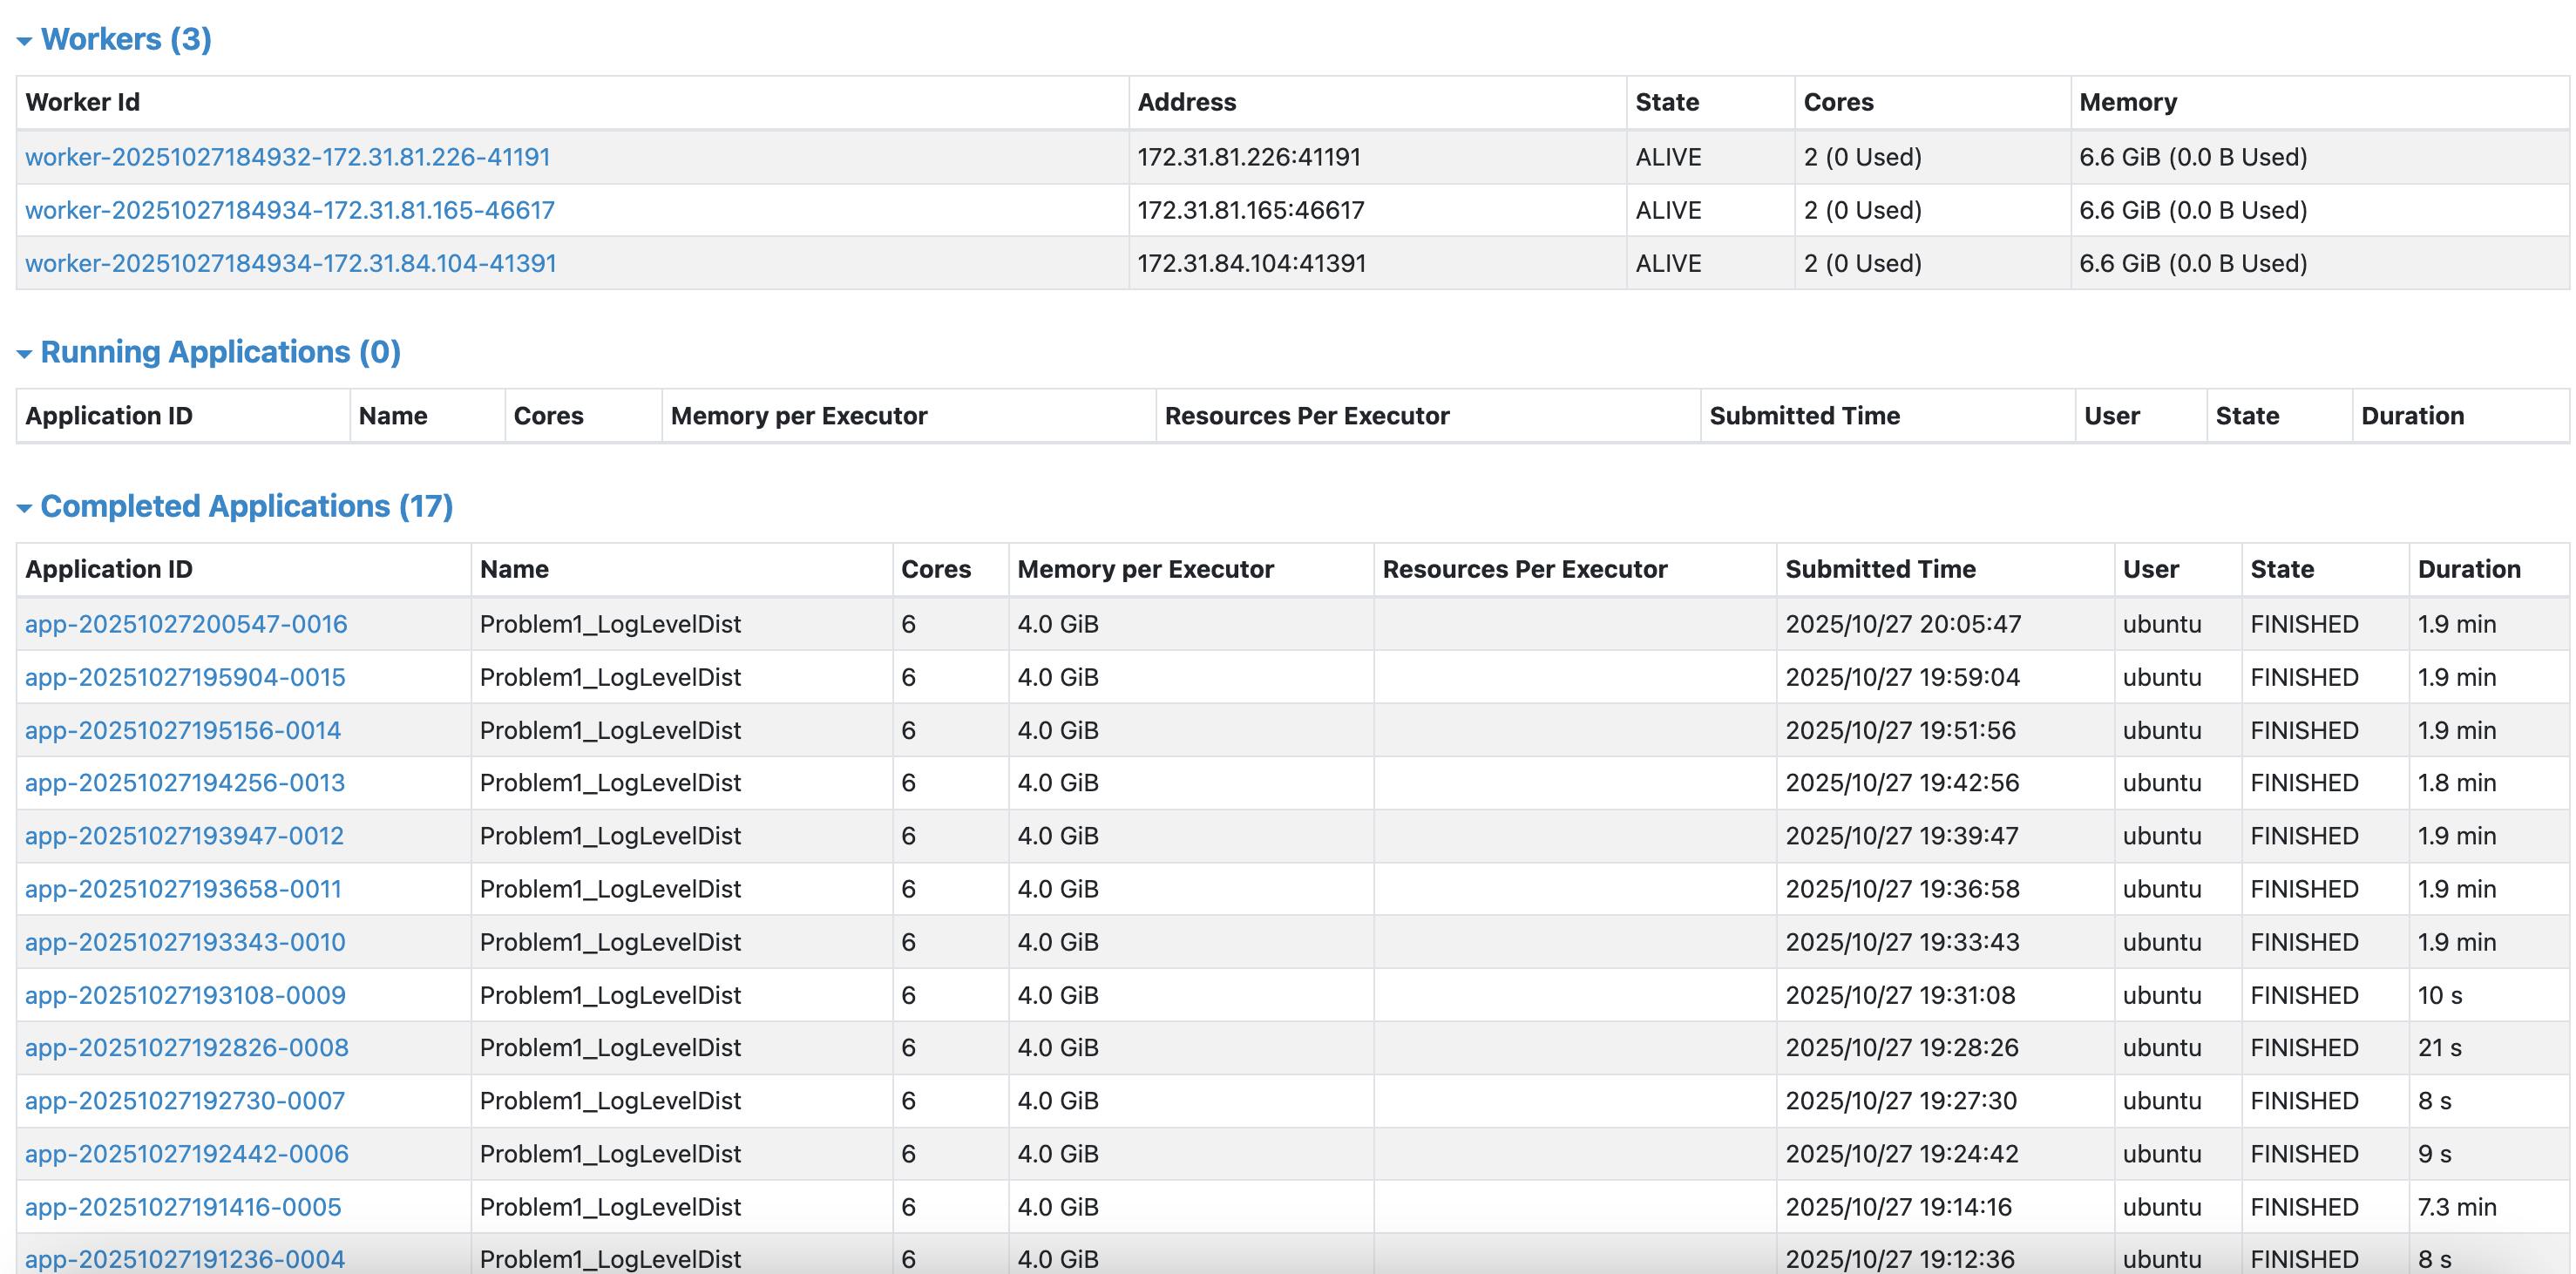 Workers (3)
Worker Id Address State Cores Memory
worker-20251027184932-172.31.81.226-41191 172.31.81.226:41191 ALIVE 2 (0 Used) 6.6 GiB (0.0 B Used)
worker-20251027184934-172.31.81.165-46617 172.31.81.165:46617 ALIVE 2 (0 Used) 6.6 GiB (0.0 B Used)
worker-20251027184934-172.31.84.104-41391 172.31.84.104:41391 ALIVE 2 (0 Used) 6.6 GiB (0.0 B Used)
Running Applications (0)
Application ID Name Cores Memory per Executor Resources Per Executor Submitted Time User State Duration
Completed Applications (17)
Application ID Name Cores Memory per Executor Resources Per Executor Submitted Time User State Duration
app-20251027200547-0016 Problem1_LogLevelDist 6 4.0 GiB 2025/10/27 20:05:47 ubuntu FINISHED 1.9 min
app-20251027195904-0015 Problem1_LogLevelDist 6 4.0 GiB 2025/10/27 19:59:04 ubuntu FINISHED 1.9 min
app-20251027195156-0014 Problem1_LogLevelDist 6 4.0 GiB 2025/10/27 19:51:56 ubuntu FINISHED 1.9 min
app-20251027194256-0013 Problem1_LogLevelDist 6 4.0 GiB 2025/10/27 19:42:56 ubuntu FINISHED 1.8 min
app-20251027193947-0012 Problem1_LogLevelDist 6 4.0 GiB 2025/10/27 19:39:47 ubuntu FINISHED 1.9 min
app-20251027193658-0011 Problem1_LogLevelDist 6 4.0 GiB 2025/10/27 19:36:58 ubuntu FINISHED 1.9 min
app-20251027193343-0010 Problem1_LogLevelDist 6 4.0 GiB 2025/10/27 19:33:43 ubuntu FINISHED 1.9 min
app-20251027193108-0009 Problem1_LogLevelDist 6 4.0 GiB 2025/10/27 19:31:08 ubuntu FINISHED 10 s
app-20251027192826-0008 Problem1_LogLevelDist 6 4.0 GiB 2025/10/27 19:28:26 ubuntu FINISHED 21 s
app-20251027192730-0007 Problem1_LogLevelDist 6 4.0 GiB 2025/10/27 19:27:30 ubuntu FINISHED 8 s
app-20251027192442-0006 Problem1_LogLevelDist 6 4.0 GiB 2025/10/27 19:24:42 ubuntu FINISHED 9 s
app-20251027191416-0005 Problem1_LogLevelDist 6 4.0 GiB 2025/10/27 19:14:16 ubuntu FINISHED 7.3 min
app-20251027191236-0004 Problem1_LogLevelDist 6 4.0 GiB 2025/10/27 19:12:36 ubuntu FINISHED 8 s